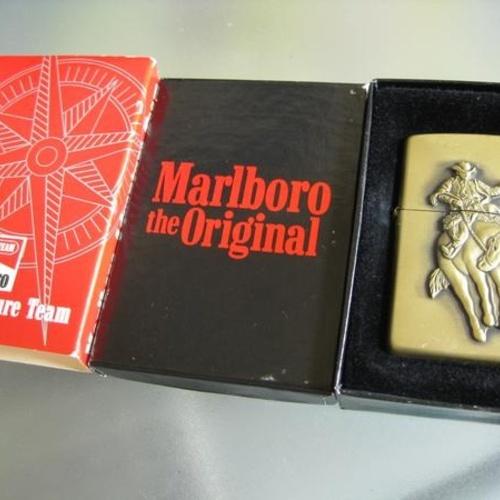 TEAM
ure Team
Marlboro
the Original